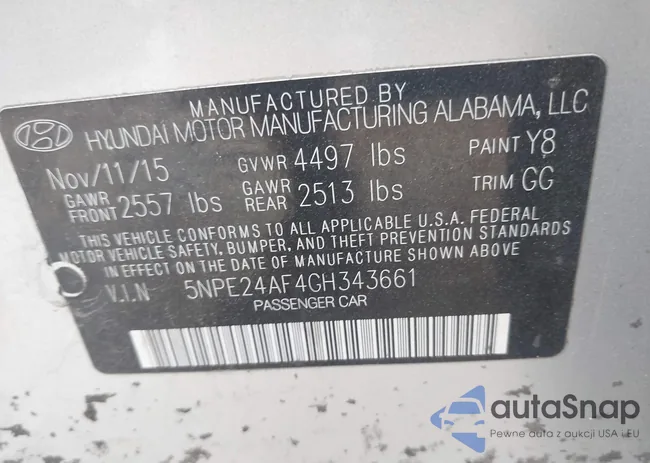 MANUFACTURED BY
HYUNDAI MOTOR MANUFACTURING ALABAMA, LLC
Nov/11/15 GVWR 4497 lbs PAINT Y8
GAWR FRONT 2557 lbs GAWR REAR 2513 lbs TRIM GG
THIS VEHICLE CONFORMS TO ALL APPLICABLE U.S.A. FEDERAL
MOTOR VEHICLE SAFETY, BUMPER, AND THEFT PREVENTION STANDARDS
IN EFFECT ON THE DATE OF MANUFACTURE SHOWN ABOVE
V.I.N 5NPE24AF4GH343661
PASSENGER CAR
autoSnap
Pewne auta z aukcji USA i EU